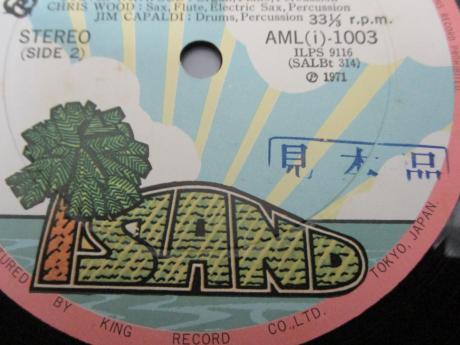 CHRIS WOOD : Sax, Flute, Electric Sax, Percussion
JIM CAPALDI : Drums, Percussion
33⅓ r.p.m.
STEREO
(SIDE 2)
AML(i)-1003
ILPS 9116
(SALBt 314)
℗ 1971
見本品
ISLAND
BY KING RECORD CO.,LTD. TOKYO, JAPAN.